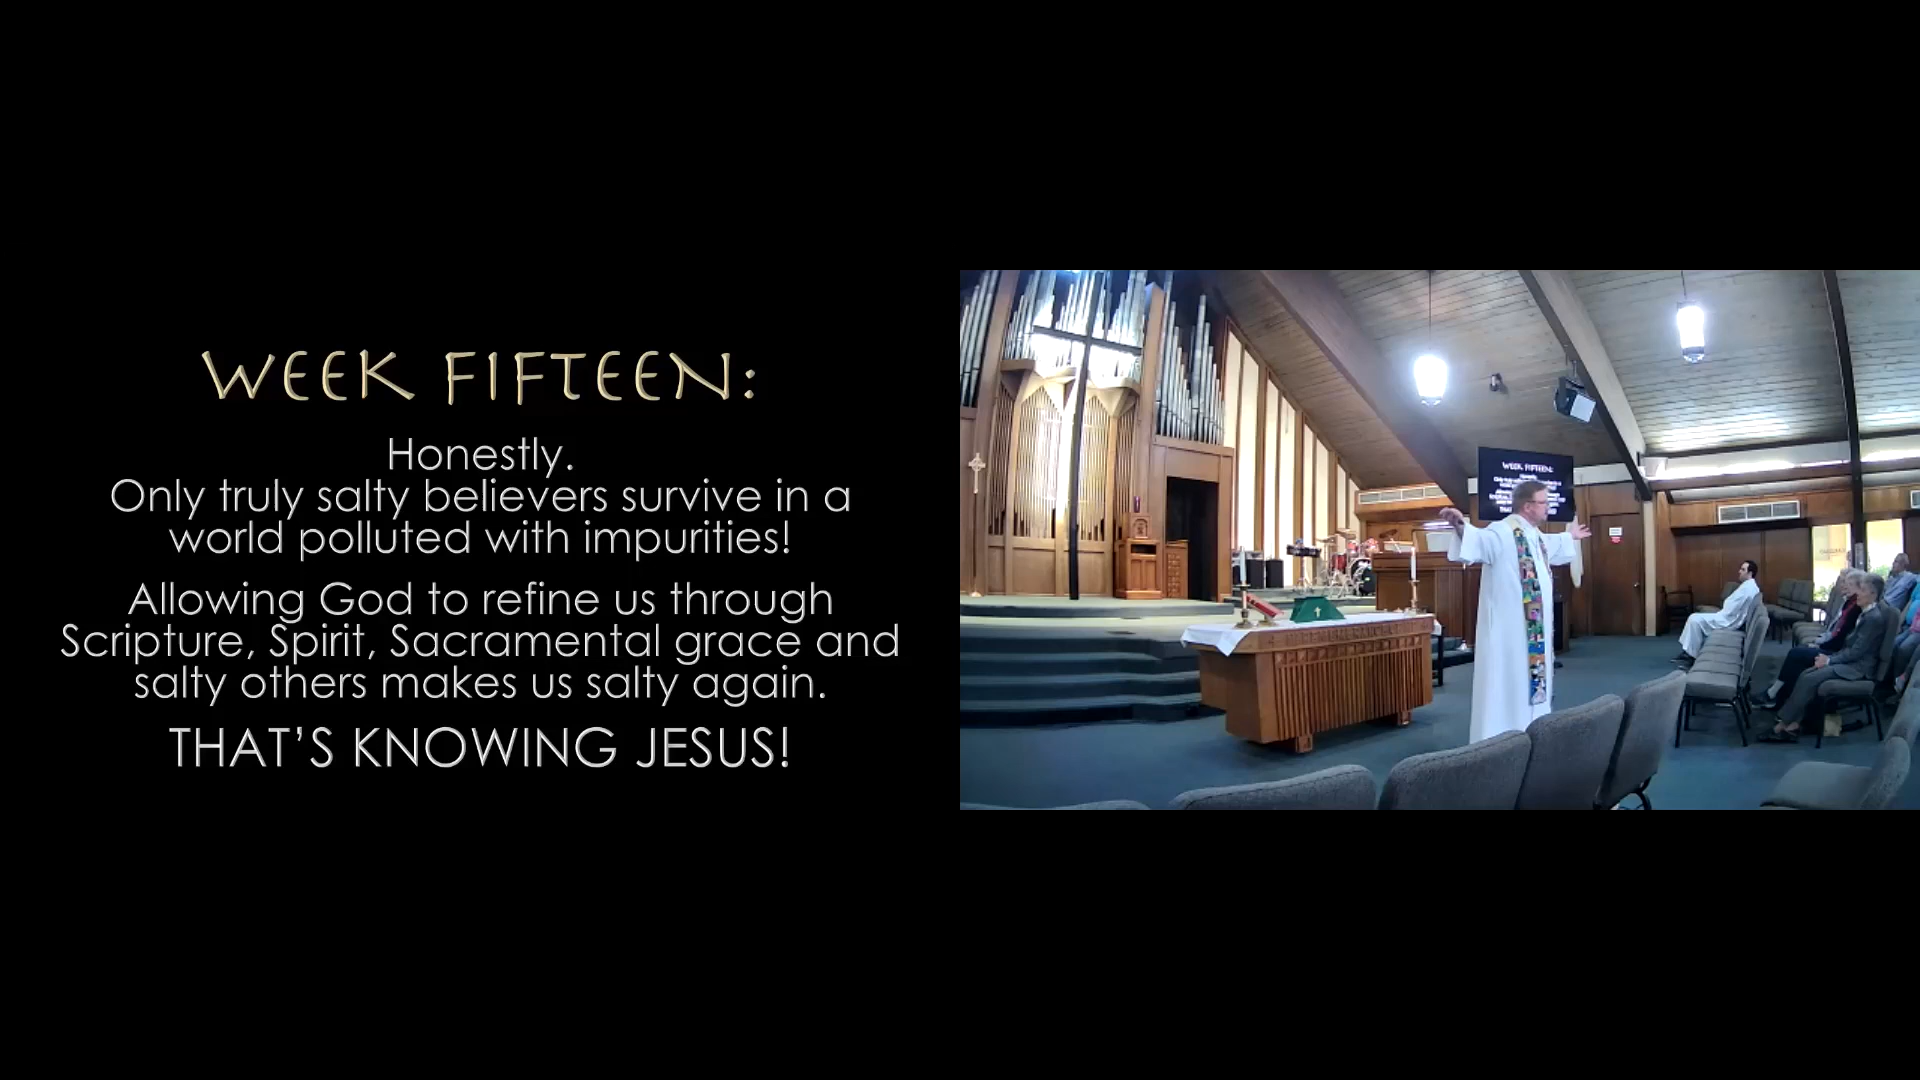 WEEK FIFTEEN:
Honestly.
Only truly salty believers survive in a
world polluted with impurities!
Allowing God to refine us through
Scripture, Spirit, Sacramental grace and
salty others makes us salty again.
THAT’S KNOWING JESUS!
WEEK FIFTEEN:
Honestly.